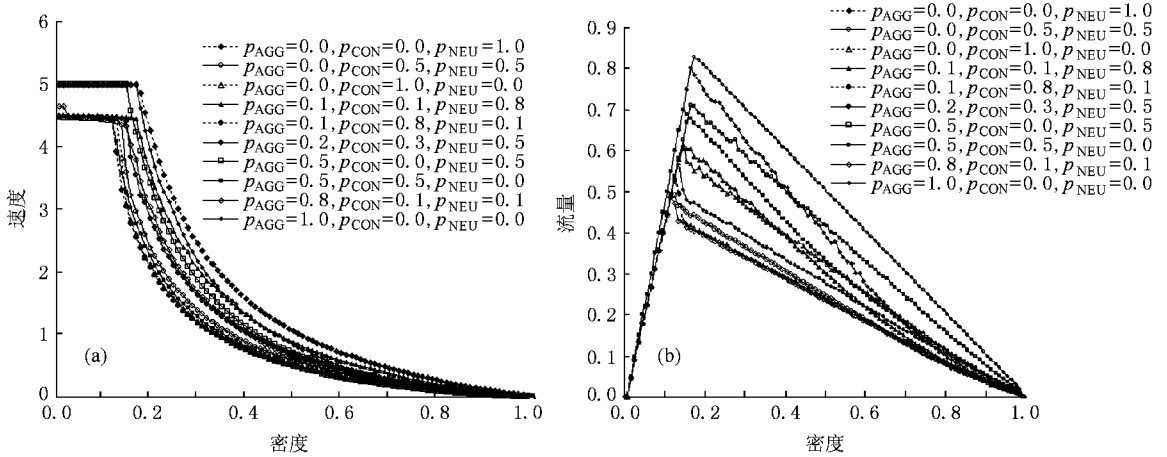 6
5
4
3
2
1
0
速度
0.0
0.2
0.4
0.6
0.8
1.0
密度
(a)
p_AGG=0.0, p_CON=0.0, p_NEU=1.0
p_AGG=0.0, p_CON=0.5, p_NEU=0.5
p_AGG=0.0, p_CON=1.0, p_NEU=0.0
p_AGG=0.1, p_CON=0.1, p_NEU=0.8
p_AGG=0.1, p_CON=0.8, p_NEU=0.1
p_AGG=0.2, p_CON=0.3, p_NEU=0.5
p_AGG=0.5, p_CON=0.0, p_NEU=0.5
p_AGG=0.5, p_CON=0.5, p_NEU=0.0
p_AGG=0.8, p_CON=0.1, p_NEU=0.1
p_AGG=1.0, p_CON=0.0, p_NEU=0.0
0.9
0.8
0.7
0.6
0.5
0.4
0.3
0.2
0.1
0.0
流量
0.0
0.2
0.4
0.6
0.8
1.0
密度
(b)
p_AGG=0.0, p_CON=0.0, p_NEU=1.0
p_AGG=0.0, p_CON=0.5, p_NEU=0.5
p_AGG=0.0, p_CON=1.0, p_NEU=0.0
p_AGG=0.1, p_CON=0.1, p_NEU=0.8
p_AGG=0.1, p_CON=0.8, p_NEU=0.1
p_AGG=0.2, p_CON=0.3, p_NEU=0.5
p_AGG=0.5, p_CON=0.0, p_NEU=0.5
p_AGG=0.5, p_CON=0.5, p_NEU=0.0
p_AGG=0.8, p_CON=0.1, p_NEU=0.1
p_AGG=1.0, p_CON=0.0, p_NEU=0.0